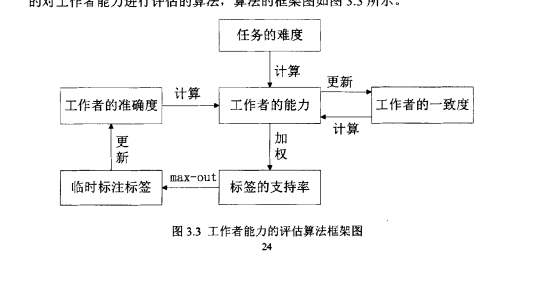 的对工作者能力进行评估的算法，算法的框架图如图 3.3 所示。
任务的难度
计算
更新
工作者的准确度
计算
工作者的能力
工作者的一致度
计算
更新
加权
临时标注标签
max-out
标签的支持率
图 3.3 工作者能力的评估算法框架图
24